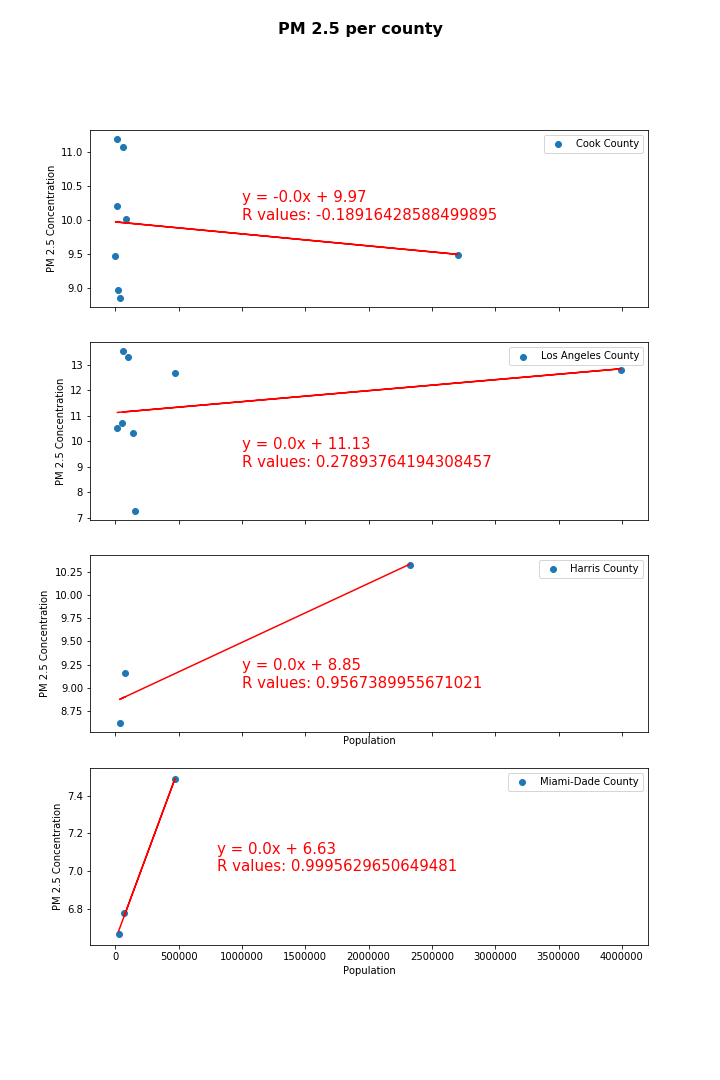 PM 2.5 per county
Cook County
11.0
10.5
10.0
9.5
9.0
PM 2.5 Concentration
y = -0.0x + 9.97
R values: -0.18916428588499895
Los Angeles County
13
12
11
10
9
8
7
PM 2.5 Concentration
y = 0.0x + 11.13
R values: 0.27893764194308457
Harris County
10.25
10.00
9.75
9.50
9.25
9.00
8.75
PM 2.5 Concentration
y = 0.0x + 8.85
R values: 0.9567389955671021
Population
Miami-Dade County
7.4
7.2
7.0
6.8
PM 2.5 Concentration
y = 0.0x + 6.63
R values: 0.9995629650649481
0 500000 1000000 1500000 2000000 2500000 3000000 3500000 4000000
Population